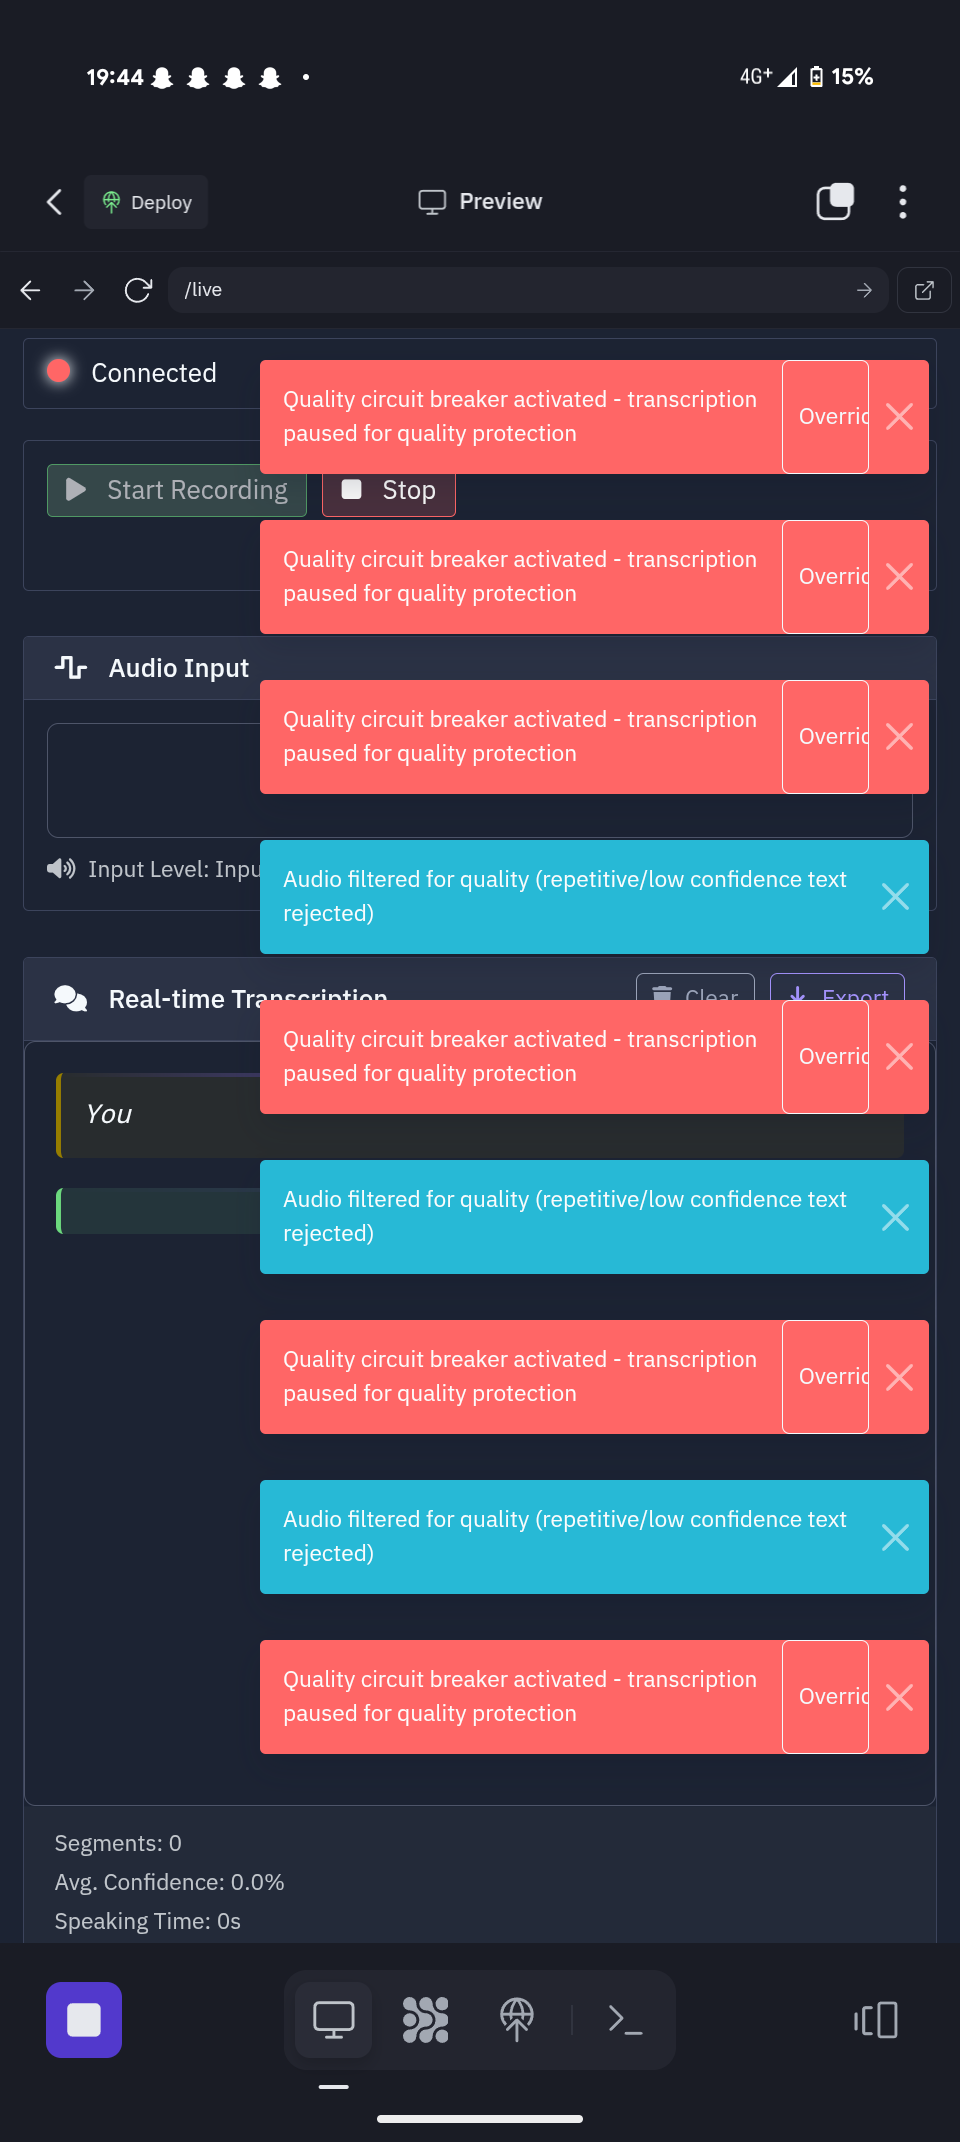 19:44
4G+ 15%
Deploy
Preview
/live
Connected
Quality circuit breaker activated - transcription
paused for quality protection
Overric
Start Recording
Stop
Quality circuit breaker activated - transcription
paused for quality protection
Overric
Audio Input
Quality circuit breaker activated - transcription
paused for quality protection
Overric
Input Level: Inpu
Audio filtered for quality (repetitive/low confidence text
rejected)
Real-time Transcription
Clear
Export
Quality circuit breaker activated - transcription
paused for quality protection
Overric
You
Audio filtered for quality (repetitive/low confidence text
rejected)
Quality circuit breaker activated - transcription
paused for quality protection
Overric
Audio filtered for quality (repetitive/low confidence text
rejected)
Quality circuit breaker activated - transcription
paused for quality protection
Overric
Segments: 0
Avg. Confidence: 0.0%
Speaking Time: 0s